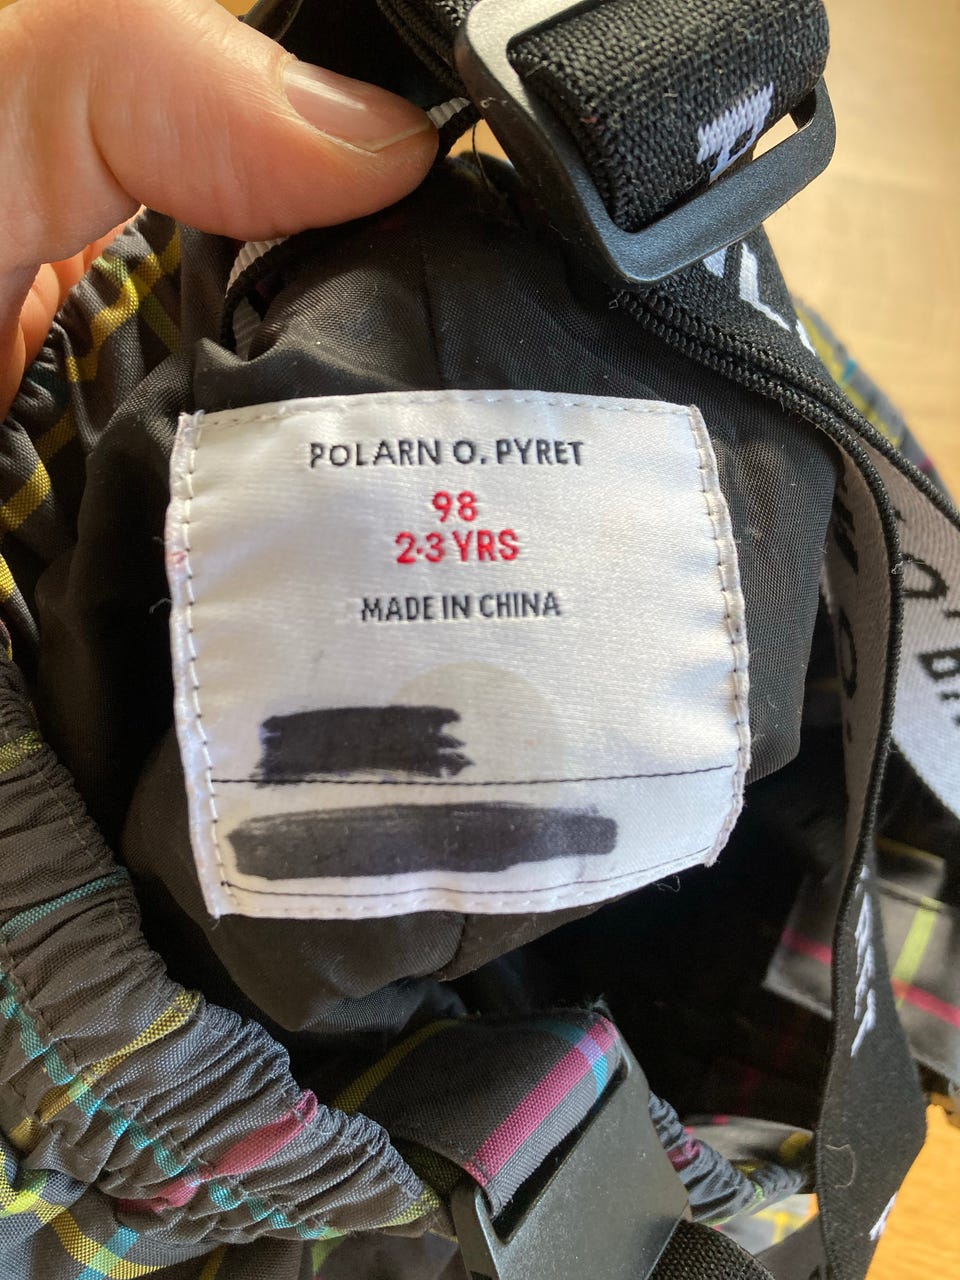 POLARN O. PYRET
98
2-3 YRS
MADE IN CHINA